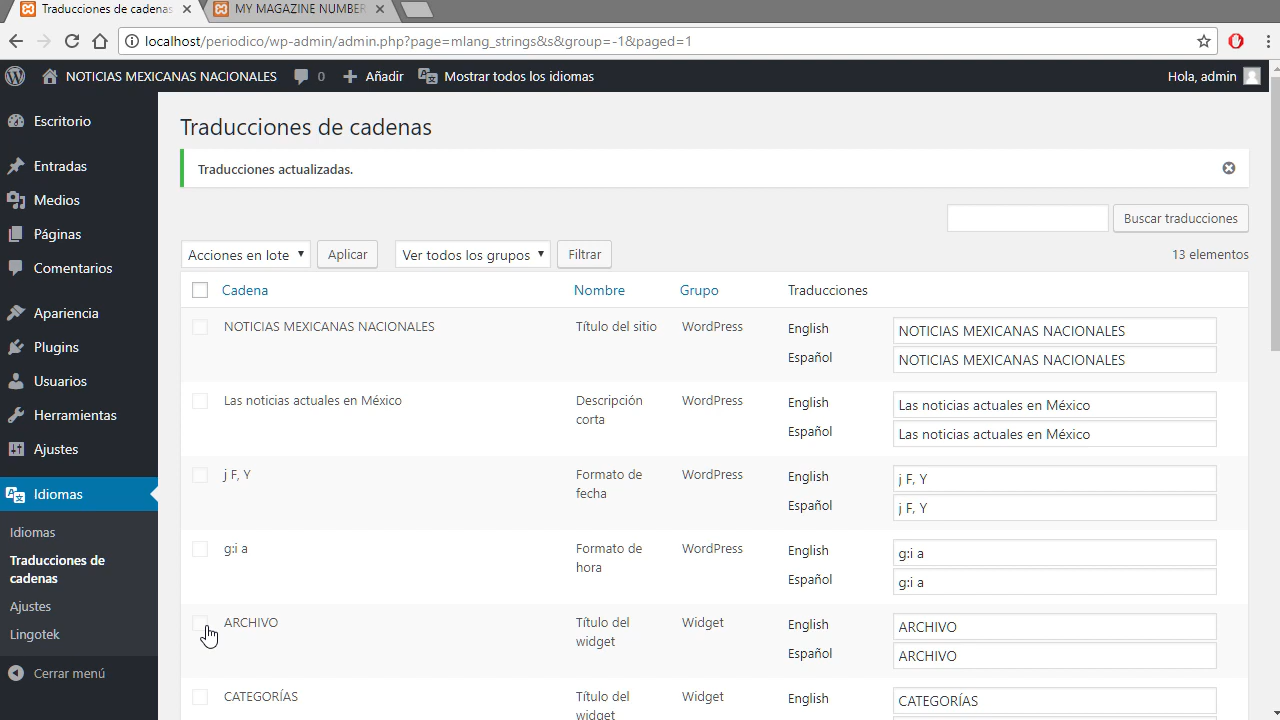 Traducciones de cadenas
MY MAGAZINE NUMBER
localhost/periodico/wp-admin/admin.php?page=mlang_strings&s&group=-1&paged=1
NOTICIAS MEXICANAS NACIONALES
0
Añadir
Mostrar todos los idiomas
Hola, admin
Escritorio
Entradas
Medios
Páginas
Comentarios
Apariencia
Plugins
Usuarios
Herramientas
Ajustes
Idiomas
Idiomas
Traducciones de
cadenas
Ajustes
Lingotek
Cerrar menú
Traducciones de cadenas
Traducciones actualizadas.
Buscar traducciones
Acciones en lote
Aplicar
Ver todos los grupos
Filtrar
13 elementos
Cadena Nombre Grupo Traducciones
NOTICIAS MEXICANAS NACIONALES Título del sitio WordPress English NOTICIAS MEXICANAS NACIONALES
Español NOTICIAS MEXICANAS NACIONALES
Las noticias actuales en México Descripción WordPress English Las noticias actuales en México
corta Español Las noticias actuales en México
j F, Y Formato de WordPress English j F, Y
fecha Español j F, Y
g:i a Formato de WordPress English g:i a
hora Español g:i a
ARCHIVO Título del Widget English ARCHIVO
widget Español ARCHIVO
CATEGORÍAS Título del Widget English CATEGORÍAS
widget